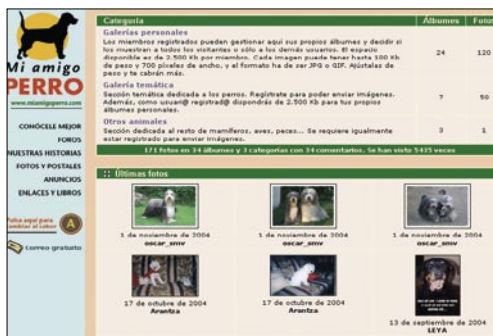 Mi amigo
PERRO
www.miamigoperro.com
CONÓCELE MEJOR
FOROS
NUESTRAS HISTORIAS
FOTOS Y POSTALES
ANUNCIOS
ENLACES Y LIBROS
Pulsa aquí para
cambiar el color
A
Correo gratuito
Categoría Álbumes Fotos
Galerías personales
Los miembros registrados pueden gestionar aquí sus propios álbumes y decidir si
los muestran a todos los visitantes o sólo a los demás usuarios. El espacio
disponible es de 2.500 Kb por miembro. Cada imagen puede tener hasta 100 Kb
de peso y 700 píxeles de ancho, y el formato ha de ser JPG o GIF. Ajústalas de
peso y te cabrán más.
24 120
Galería temática
Sección temática dedicada a los perros. Regístrate para poder enviar imágenes.
Además, como usuari@ registrad@ dispondrás de 2.500 Kb para tus propios
álbumes personales.
7 50
Otros animales
Sección dedicada al resto de mamíferos, aves, peces... Se requiere igualmente
estar registrado para enviar imágenes.
3 1
171 fotos en 34 álbumes y 3 categorías con 34 comentarios. Se han visto 5435 veces
:: Últimas fotos
1 de noviembre de 2004
oscar_smv
1 de noviembre de 2004
oscar_smv
1 de noviembre de 2004
oscar_smv
17 de octubre de 2004
Arantza
17 de octubre de 2004
Arantza
13 de septiembre de 2004
LEYA